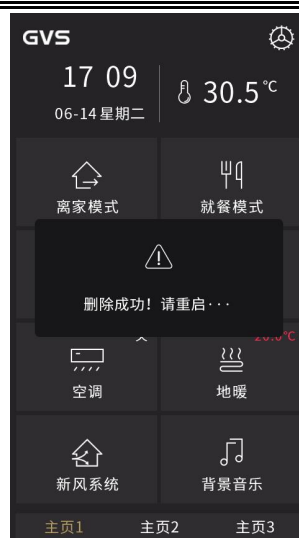 GVS
17 09
06-14 星期二
30.5℃
离家模式
就餐模式
删除成功！请重启···
空调
地暖
新风系统
背景音乐
主页1
主页2
主页3